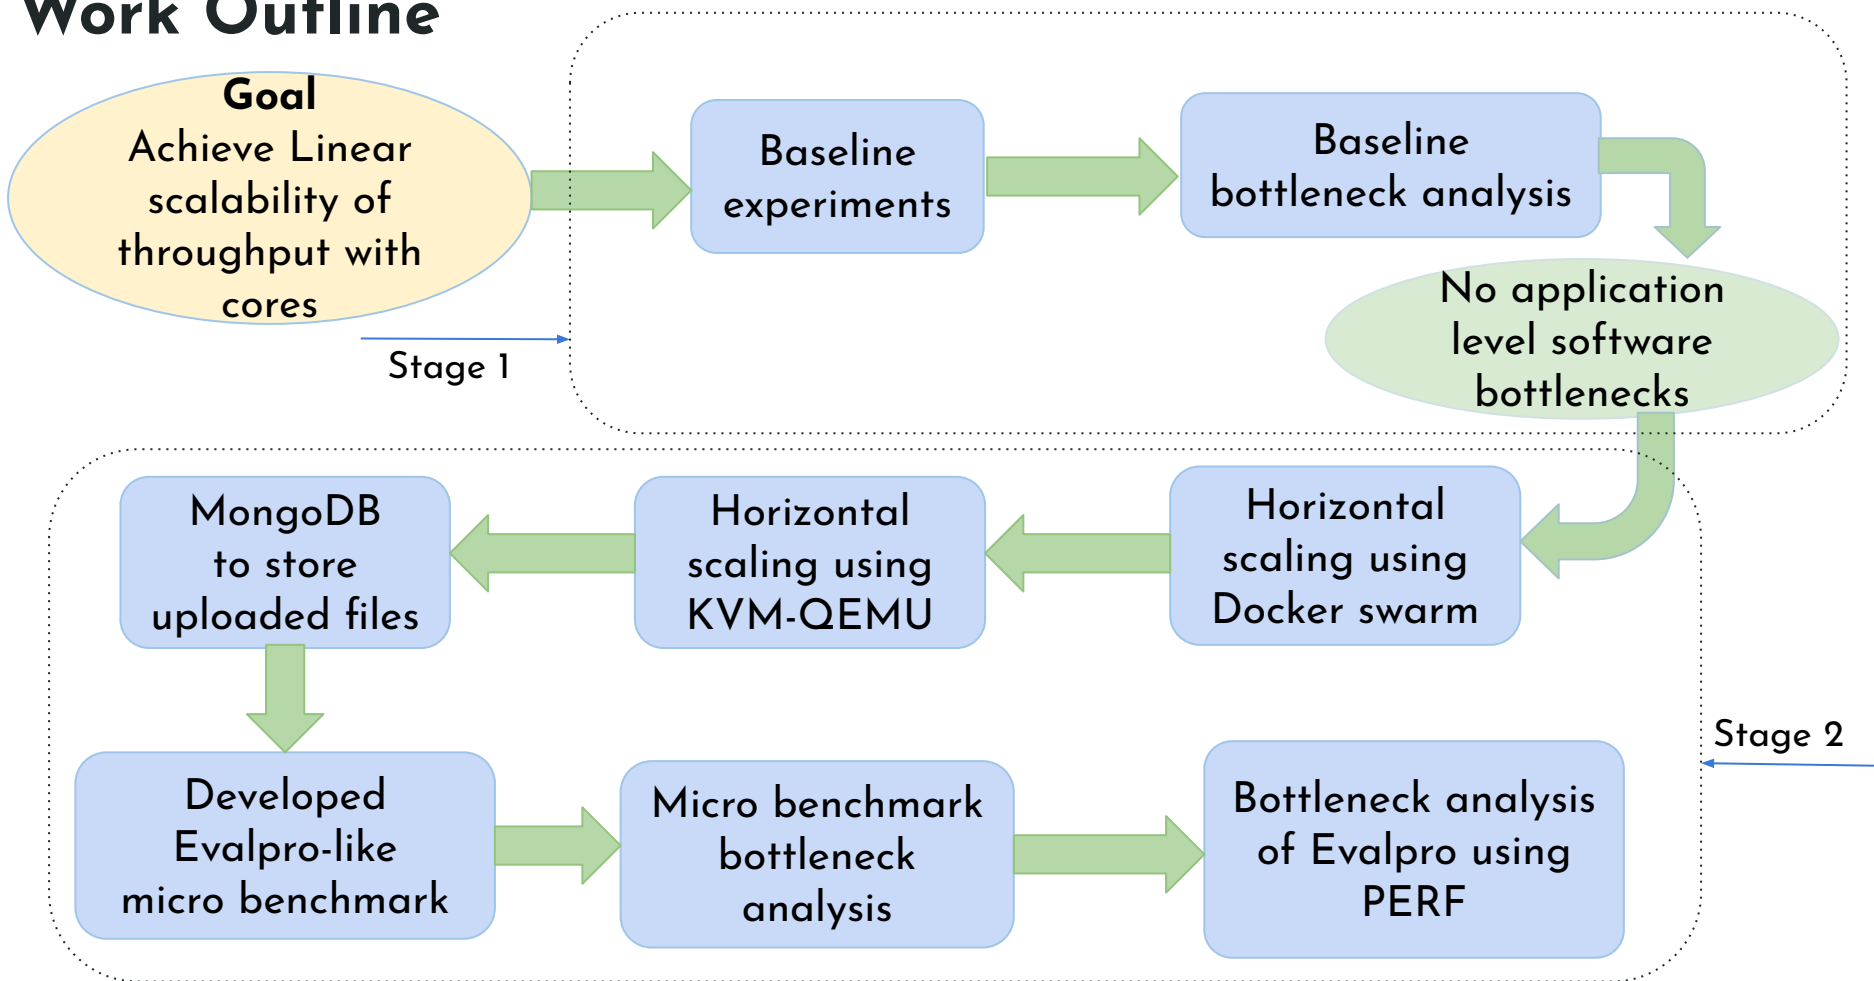 Work Outline
Goal
Achieve Linear
scalability of
throughput with
cores
Baseline
experiments
Baseline
bottleneck analysis
No application
level software
bottlenecks
Stage 1
Horizontal
scaling using
Docker swarm
Horizontal
scaling using
KVM-QEMU
MongoDB
to store
uploaded files
Stage 2
Developed
Evalpro-like
micro benchmark
Micro benchmark
bottleneck
analysis
Bottleneck analysis
of Evalpro using
PERF